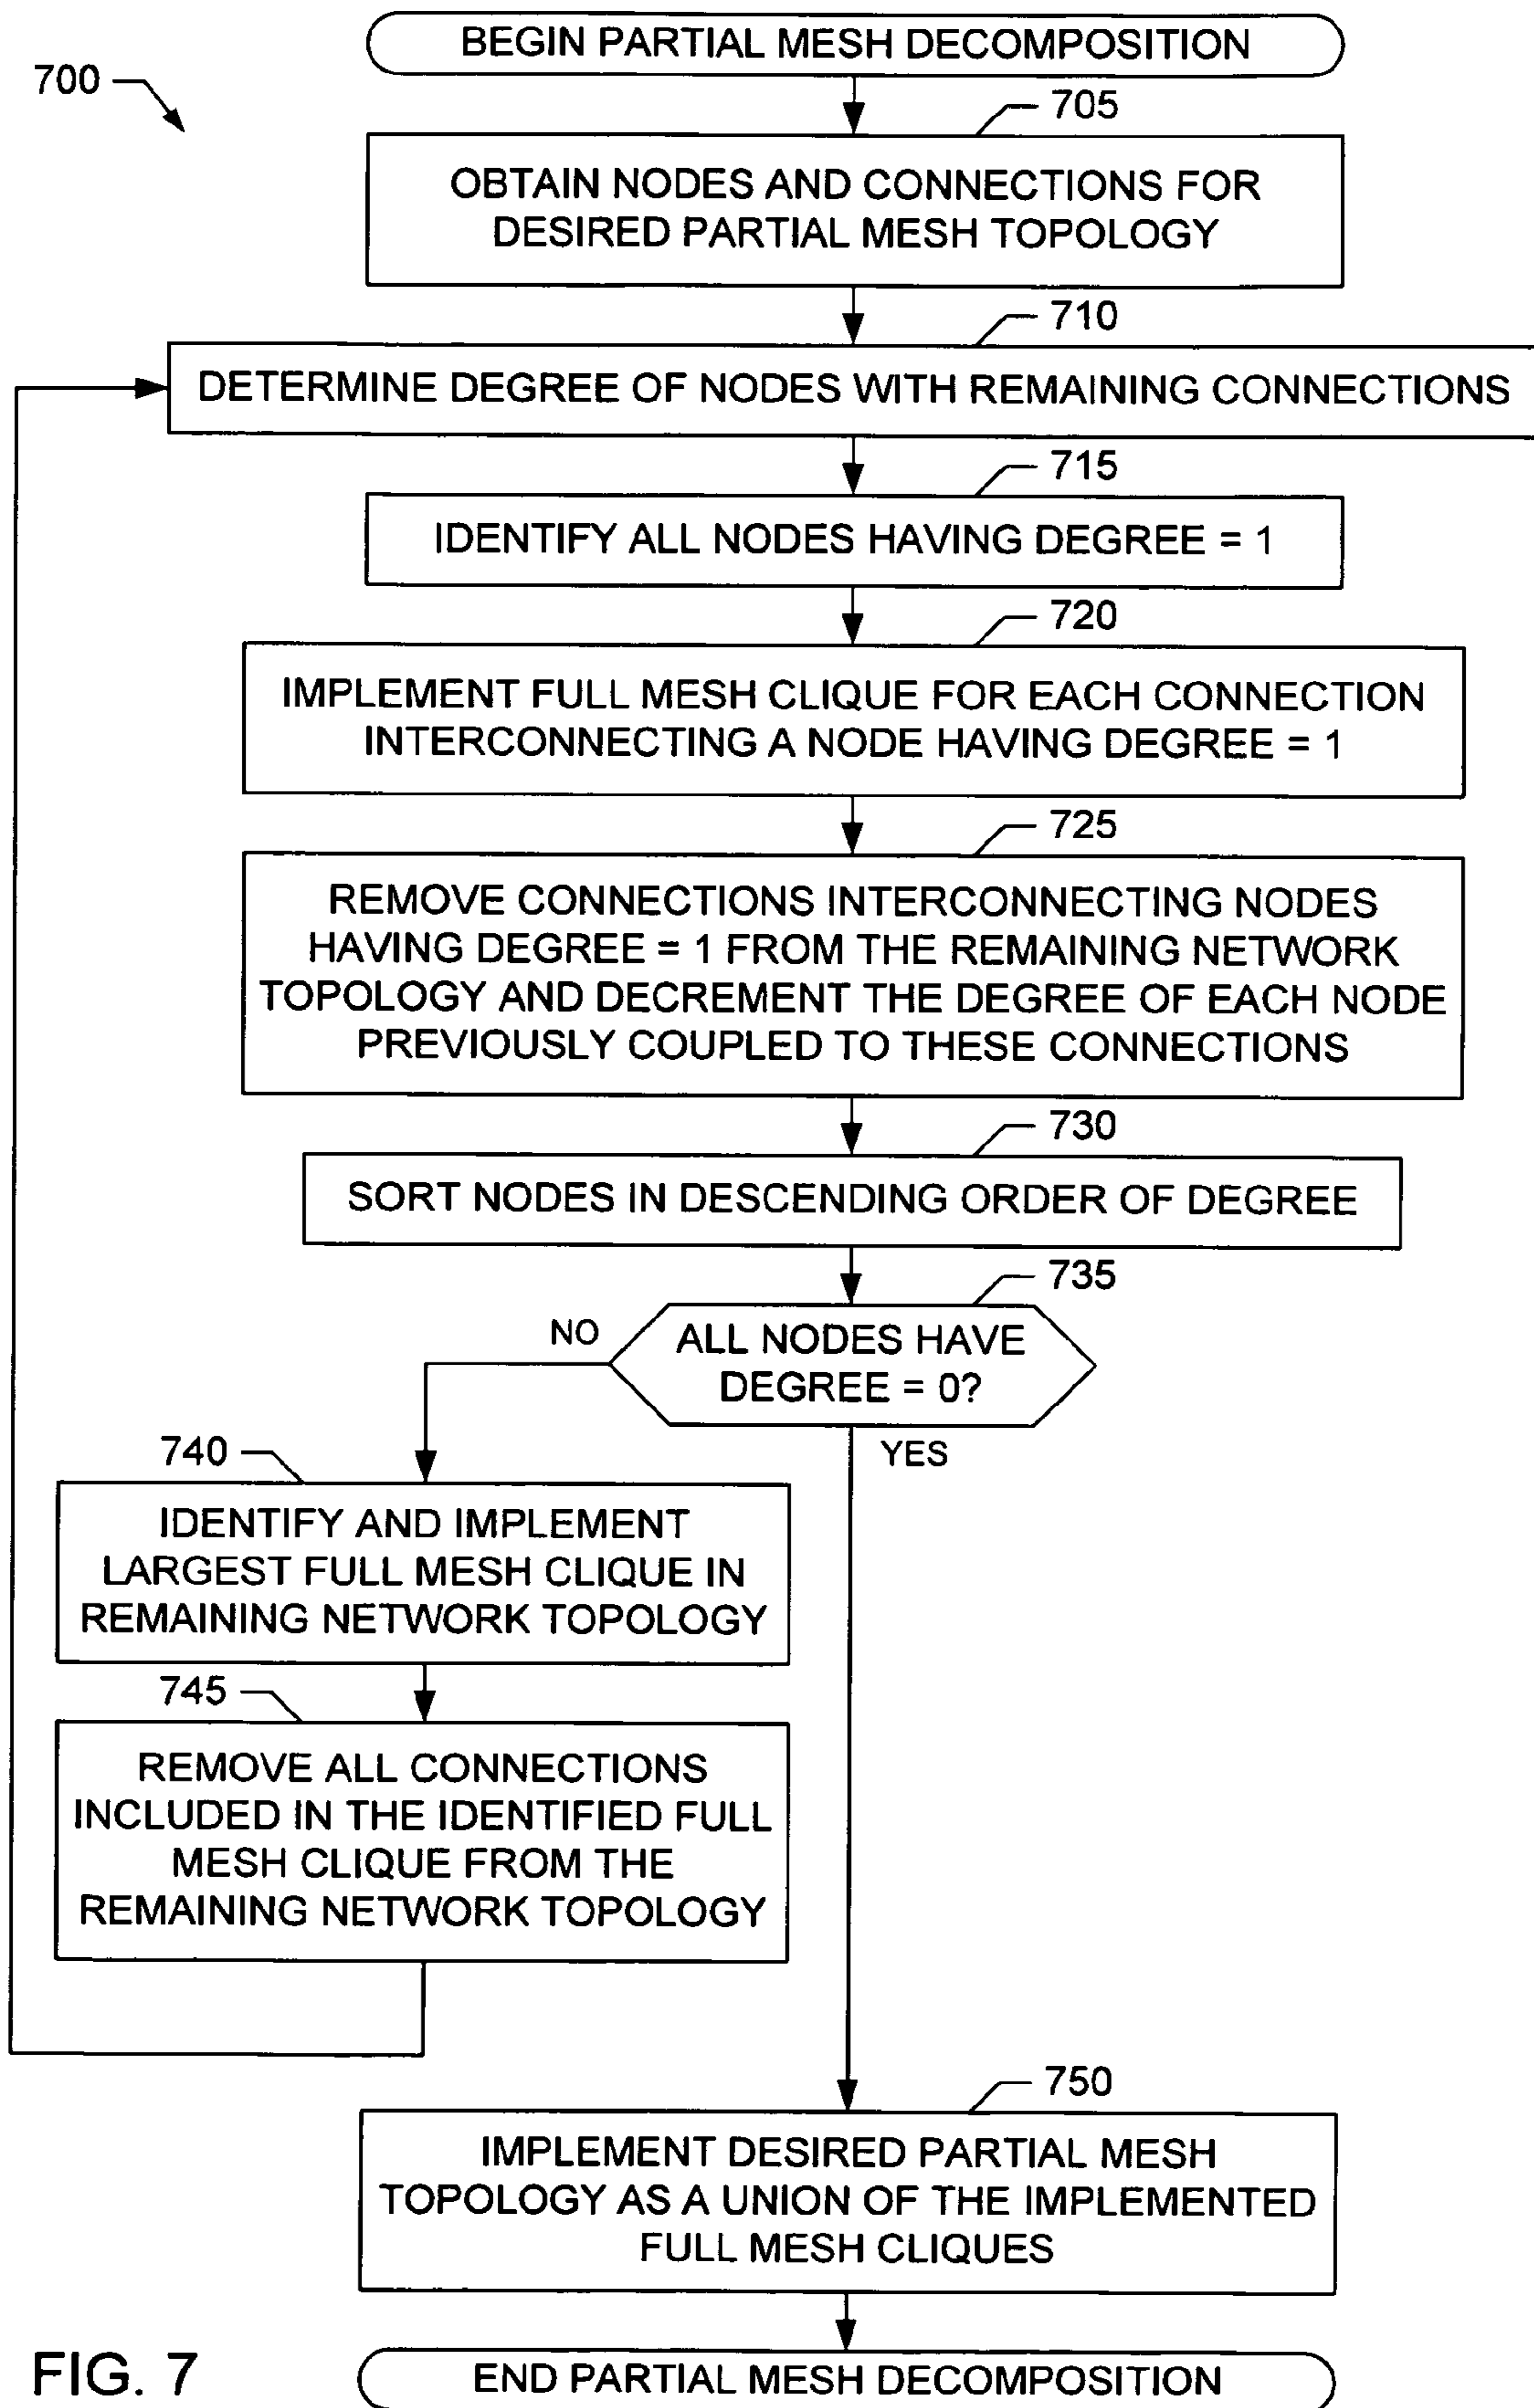 BEGIN PARTIAL MESH DECOMPOSITION
700
705
OBTAIN NODES AND CONNECTIONS FOR
DESIRED PARTIAL MESH TOPOLOGY
710
DETERMINE DEGREE OF NODES WITH REMAINING CONNECTIONS
715
IDENTIFY ALL NODES HAVING DEGREE = 1
720
IMPLEMENT FULL MESH CLIQUE FOR EACH CONNECTION
INTERCONNECTING A NODE HAVING DEGREE = 1
725
REMOVE CONNECTIONS INTERCONNECTING NODES
HAVING DEGREE = 1 FROM THE REMAINING NETWORK
TOPOLOGY AND DECREMENT THE DEGREE OF EACH NODE
PREVIOUSLY COUPLED TO THESE CONNECTIONS
730
SORT NODES IN DESCENDING ORDER OF DEGREE
735
ALL NODES HAVE
DEGREE = 0?
NO
YES
740
IDENTIFY AND IMPLEMENT
LARGEST FULL MESH CLIQUE IN
REMAINING NETWORK TOPOLOGY
745
REMOVE ALL CONNECTIONS
INCLUDED IN THE IDENTIFIED FULL
MESH CLIQUE FROM THE
REMAINING NETWORK TOPOLOGY
750
IMPLEMENT DESIRED PARTIAL MESH
TOPOLOGY AS A UNION OF THE IMPLEMENTED
FULL MESH CLIQUES
END PARTIAL MESH DECOMPOSITION
FIG. 7